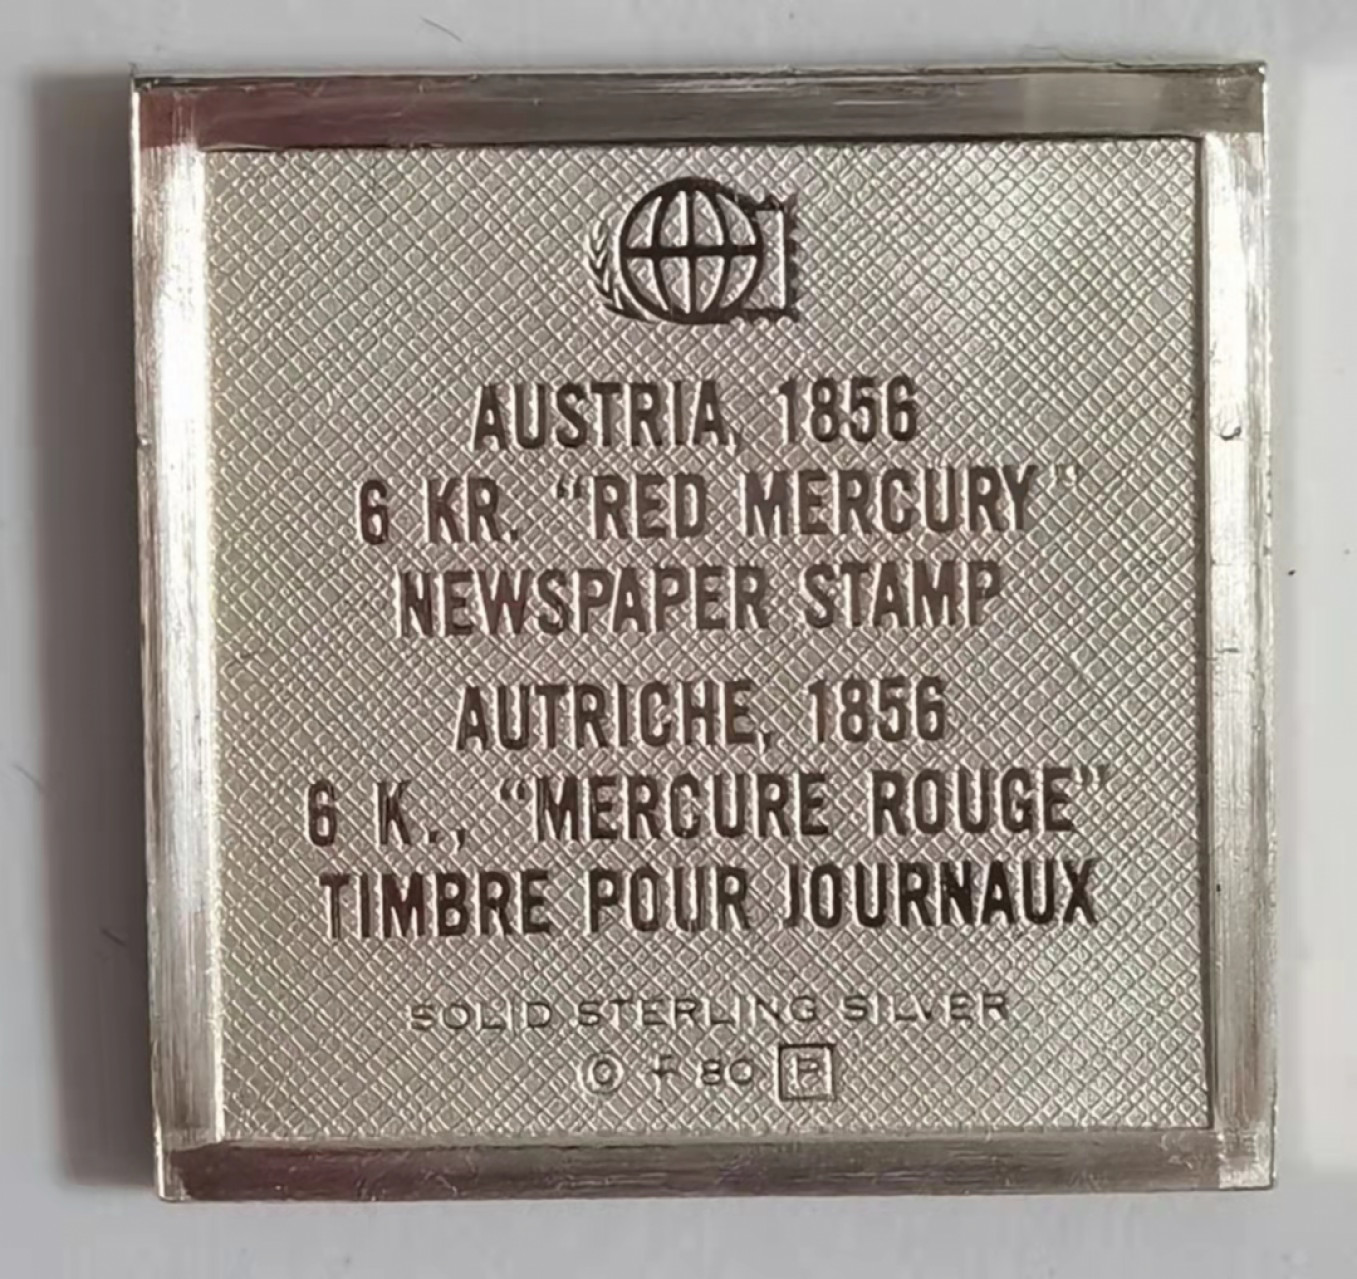 AUSTRIA, 1856
6 KR. “RED MERCURY”
NEWSPAPER STAMP
AUTRICHE, 1856
6 K., “MERCURE ROUGE”
TIMBRE POUR JOURNAUX
SOLID STERLING SILVER
© f 80 P